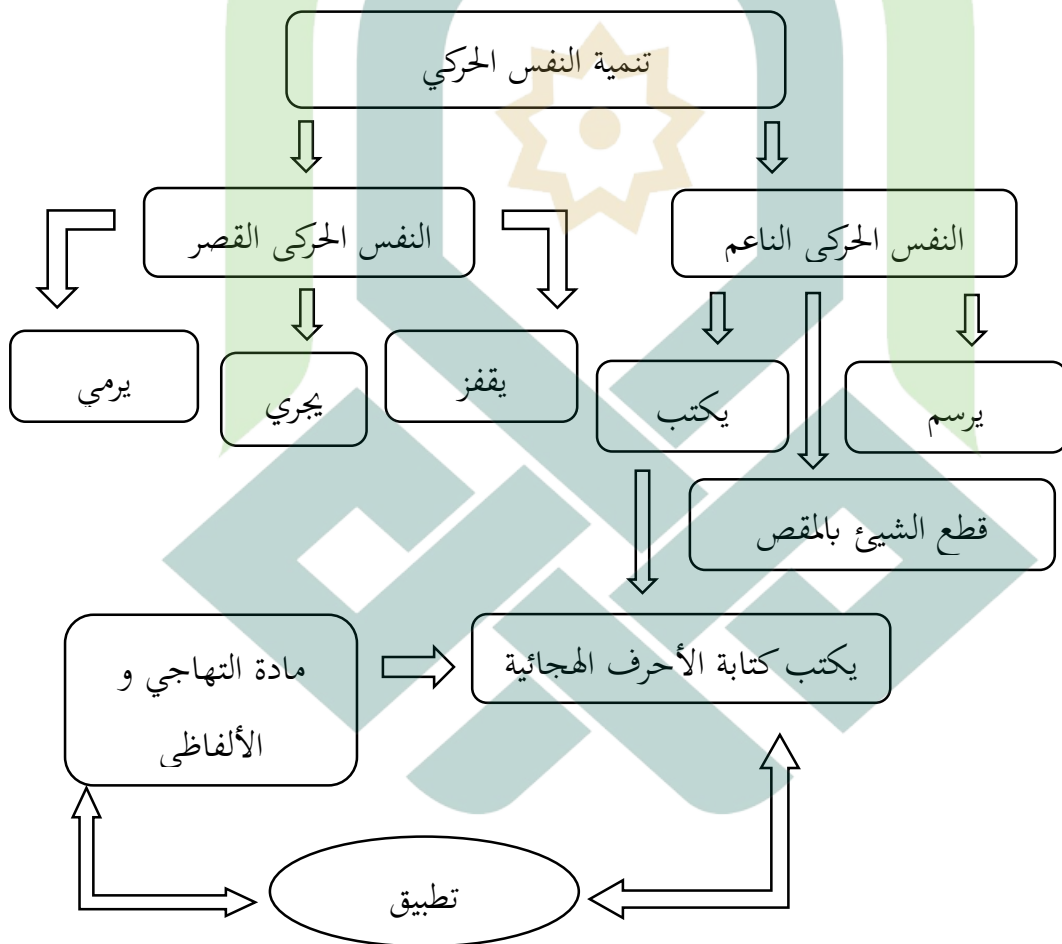 تنمية النفس الحركي
النفس الحركى الناعم
النفس الحركى القصر
يرسم
يكتب
يقفز
يجري
يرمي
قطع الشيئ بالمقص
يكتب كتابة الأحرف الهجائية
مادة التهاجي و
الألفاظى
تطبيق